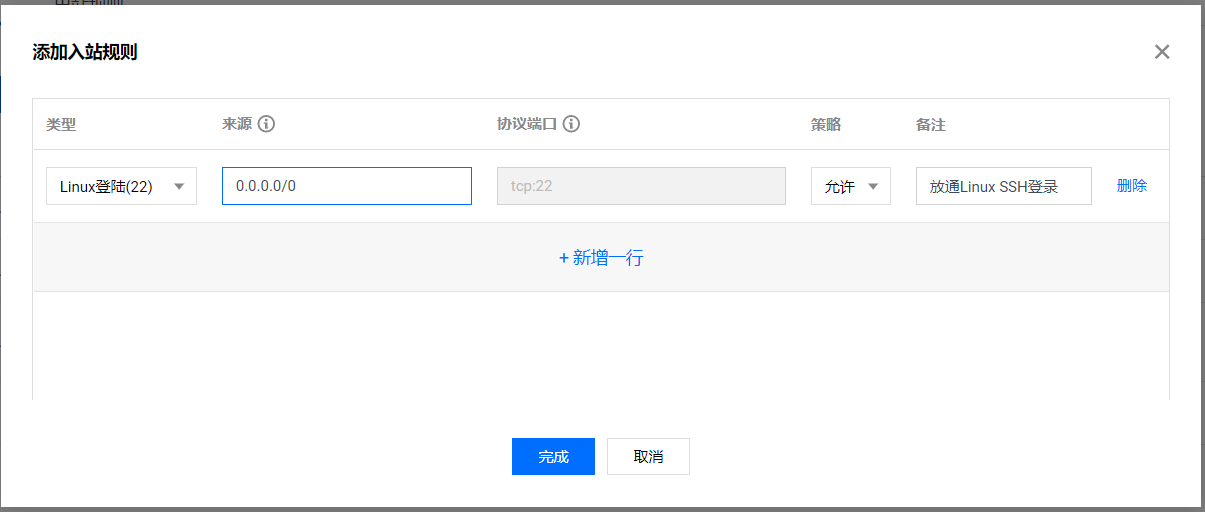 添加入站规则
类型 来源 协议端口 策略 备注
Linux登陆(22) 0.0.0.0/0 tcp:22 允许 放通Linux SSH登录 删除
+ 新增一行
完成 取消